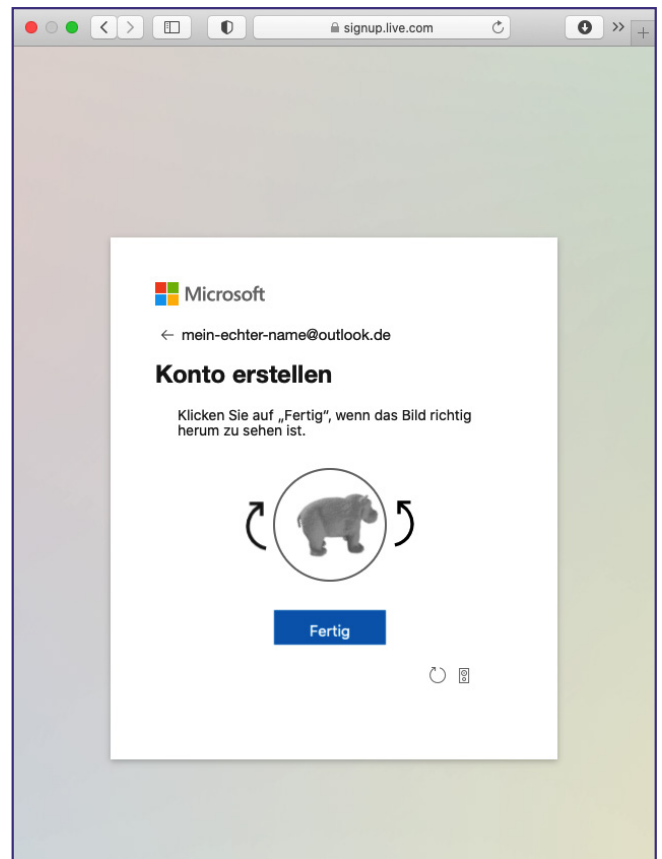 signup.live.com
Microsoft
mein-echter-name@outlook.de
Konto erstellen
Klicken Sie auf „Fertig“, wenn das Bild richtig
herum zu sehen ist.
Fertig